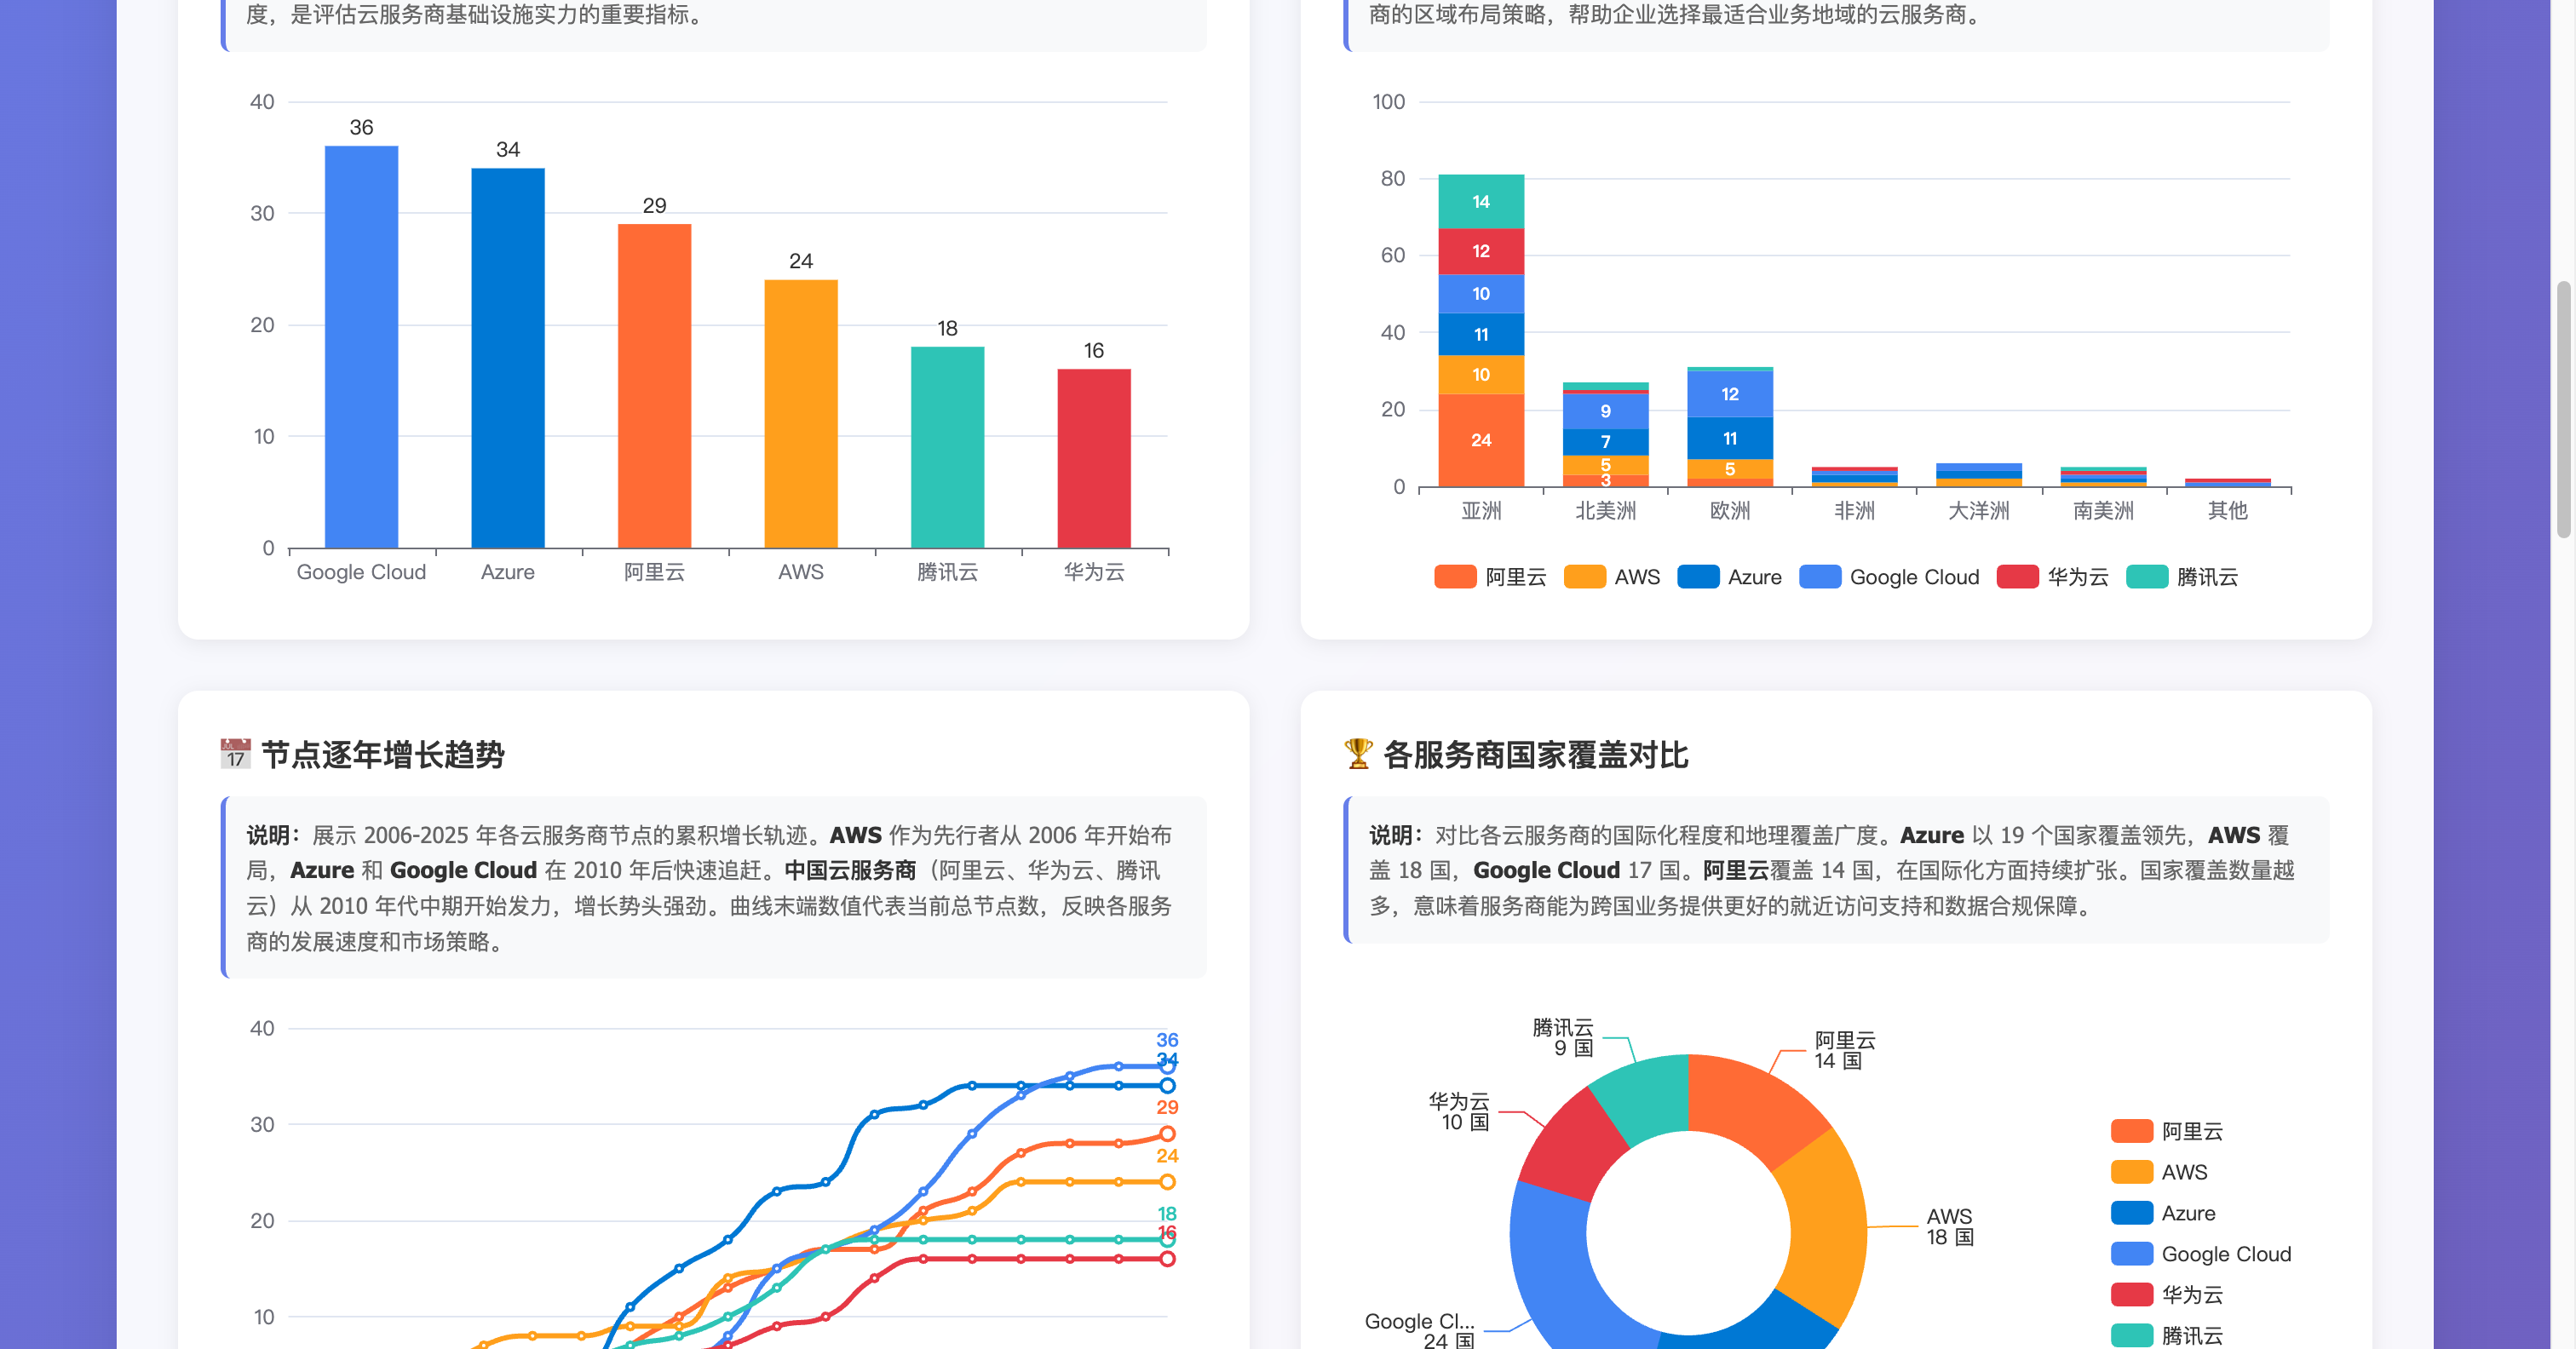 度，是评估云服务商基础设施实力的重要指标。
40
30
20
10
0
36
34
29
24
18
16
Google Cloud
Azure
阿里云
AWS
腾讯云
华为云
商的区域布局策略，帮助企业选择最适合业务地域的云服务商。
100
80
60
40
20
0
14
12
10
11
10
24
9
7
5
3
12
11
5
亚洲
北美洲
欧洲
非洲
大洋洲
南美洲
其他
阿里云
AWS
Azure
Google Cloud
华为云
腾讯云
JUL
17
节点逐年增长趋势
说明：展示 2006-2025 年各云服务商节点的累积增长轨迹。AWS 作为先行者从 2006 年开始布
局，Azure 和 Google Cloud 在 2010 年后快速追赶。中国云服务商（阿里云、华为云、腾讯
云）从 2010 年代中期开始发力，增长势头强劲。曲线末端数值代表当前总节点数，反映各服务
商的发展速度和市场策略。
40
30
20
10
36
34
29
24
18
16
各服务商国家覆盖对比
说明：对比各云服务商的国际化程度和地理覆盖广度。Azure 以 19 个国家覆盖领先，AWS 覆
盖 18 国，Google Cloud 17 国。阿里云覆盖 14 国，在国际化方面持续扩张。国家覆盖数量越
多，意味着服务商能为跨国业务提供更好的就近访问支持和数据合规保障。
腾讯云
9 国
阿里云
14 国
华为云
10 国
AWS
18 国
Google Cl...
24 国
阿里云
AWS
Azure
Google Cloud
华为云
腾讯云